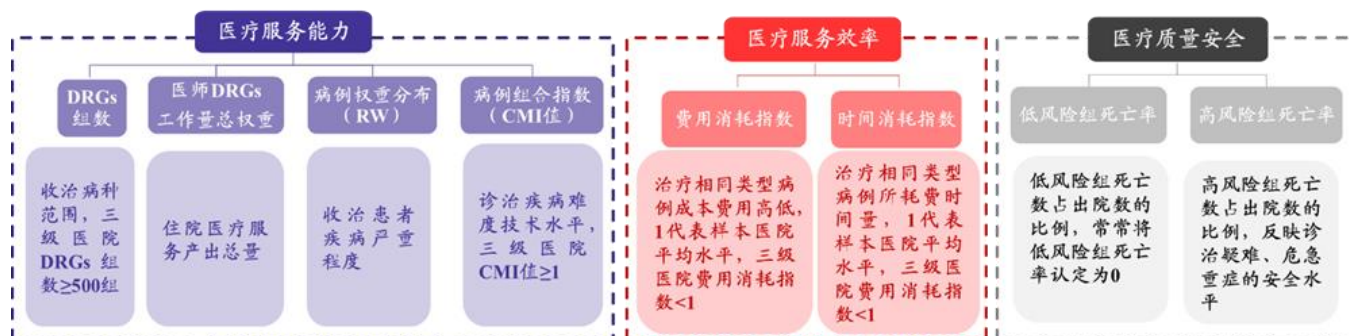 医疗服务能力
DRGs
组数
医师DRGs
工作量总权重
病例权重分布
（RW）
病例组合指数
（CMI值）
收治病种
范围，三
级医院
DRGs 组
数≥500组
住院医疗服
务产出总量
收治患者
疾病严重
程度
诊治疾病难
度技术水平，
三级医院
CMI值≥1
医疗服务效率
费用消耗指数
时间消耗指数
治疗相同类型病
例成本费用高低，
1代表样本医院
平均水平，三级
医院费用消耗指
数<1
治疗相同类型
病例所耗费时
间量，1代表
样本医院平均
水平，三级医
院费用消耗指
数<1
医疗质量安全
低风险组死亡率
高风险组死亡率
低风险组死亡
数占出院数的
比例，常常将
低风险组死亡
率认定为0
高风险组死亡
数占出院数的
比例，反映诊
治疑难、危急
重症的安全水
平